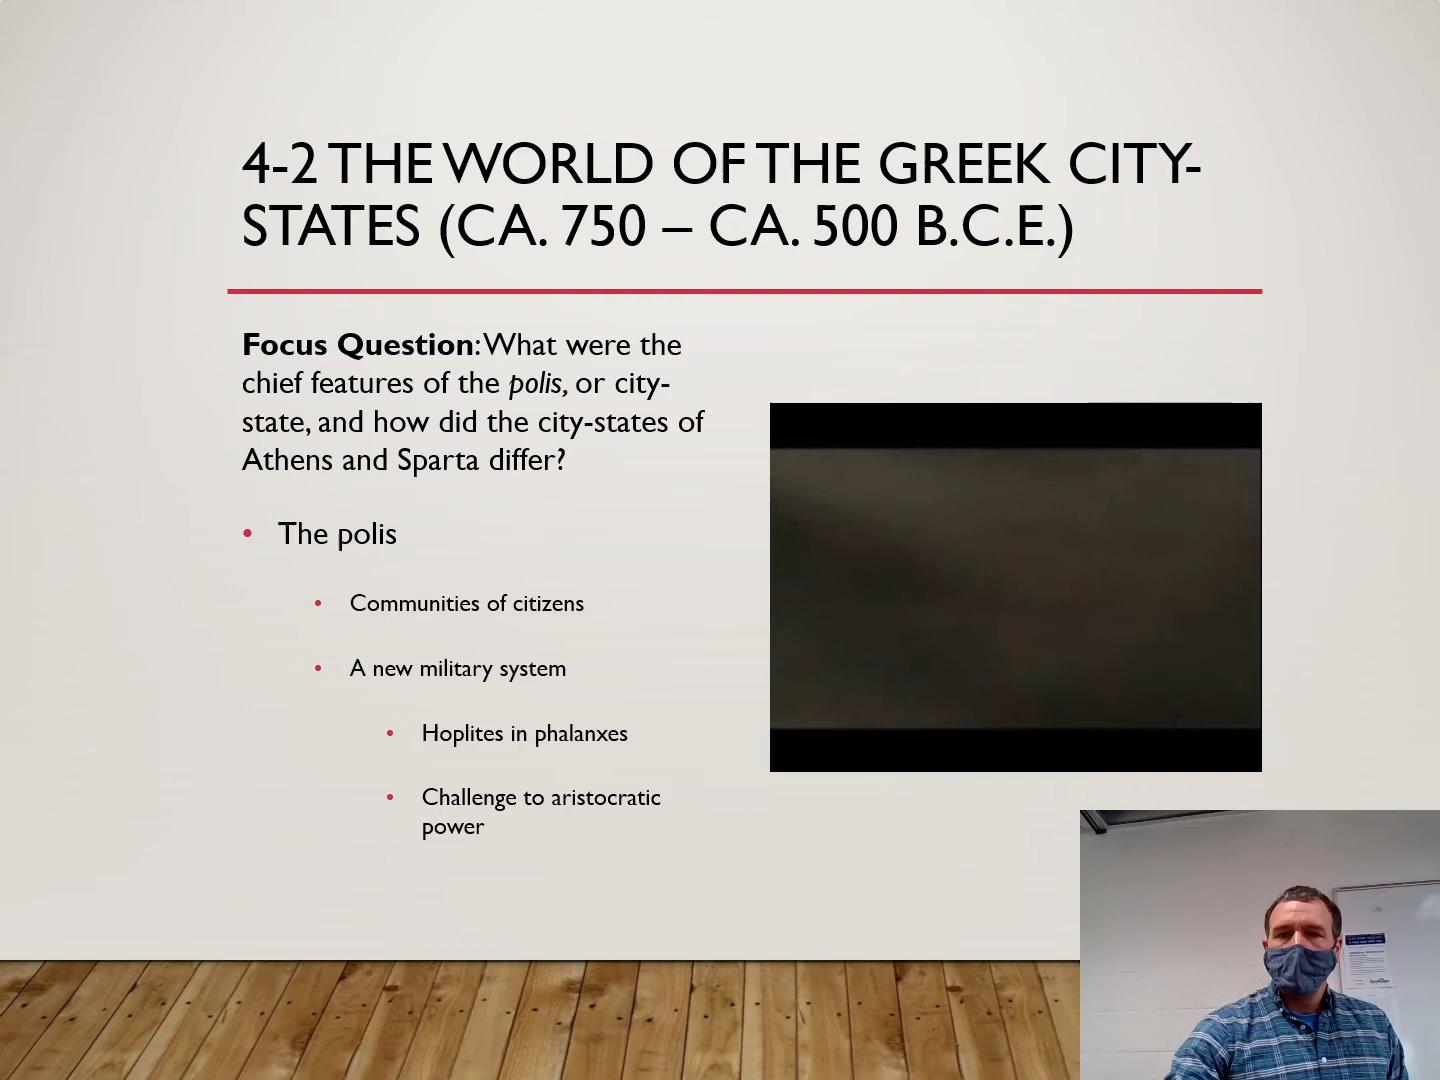 4-2 THE WORLD OF THE GREEK CITY-
STATES (CA. 750 – CA. 500 B.C.E.)
Focus Question: What were the
chief features of the polis, or city-
state, and how did the city-states of
Athens and Sparta differ?
• The polis
• Communities of citizens
• A new military system
• Hoplites in phalanxes
• Challenge to aristocratic
power